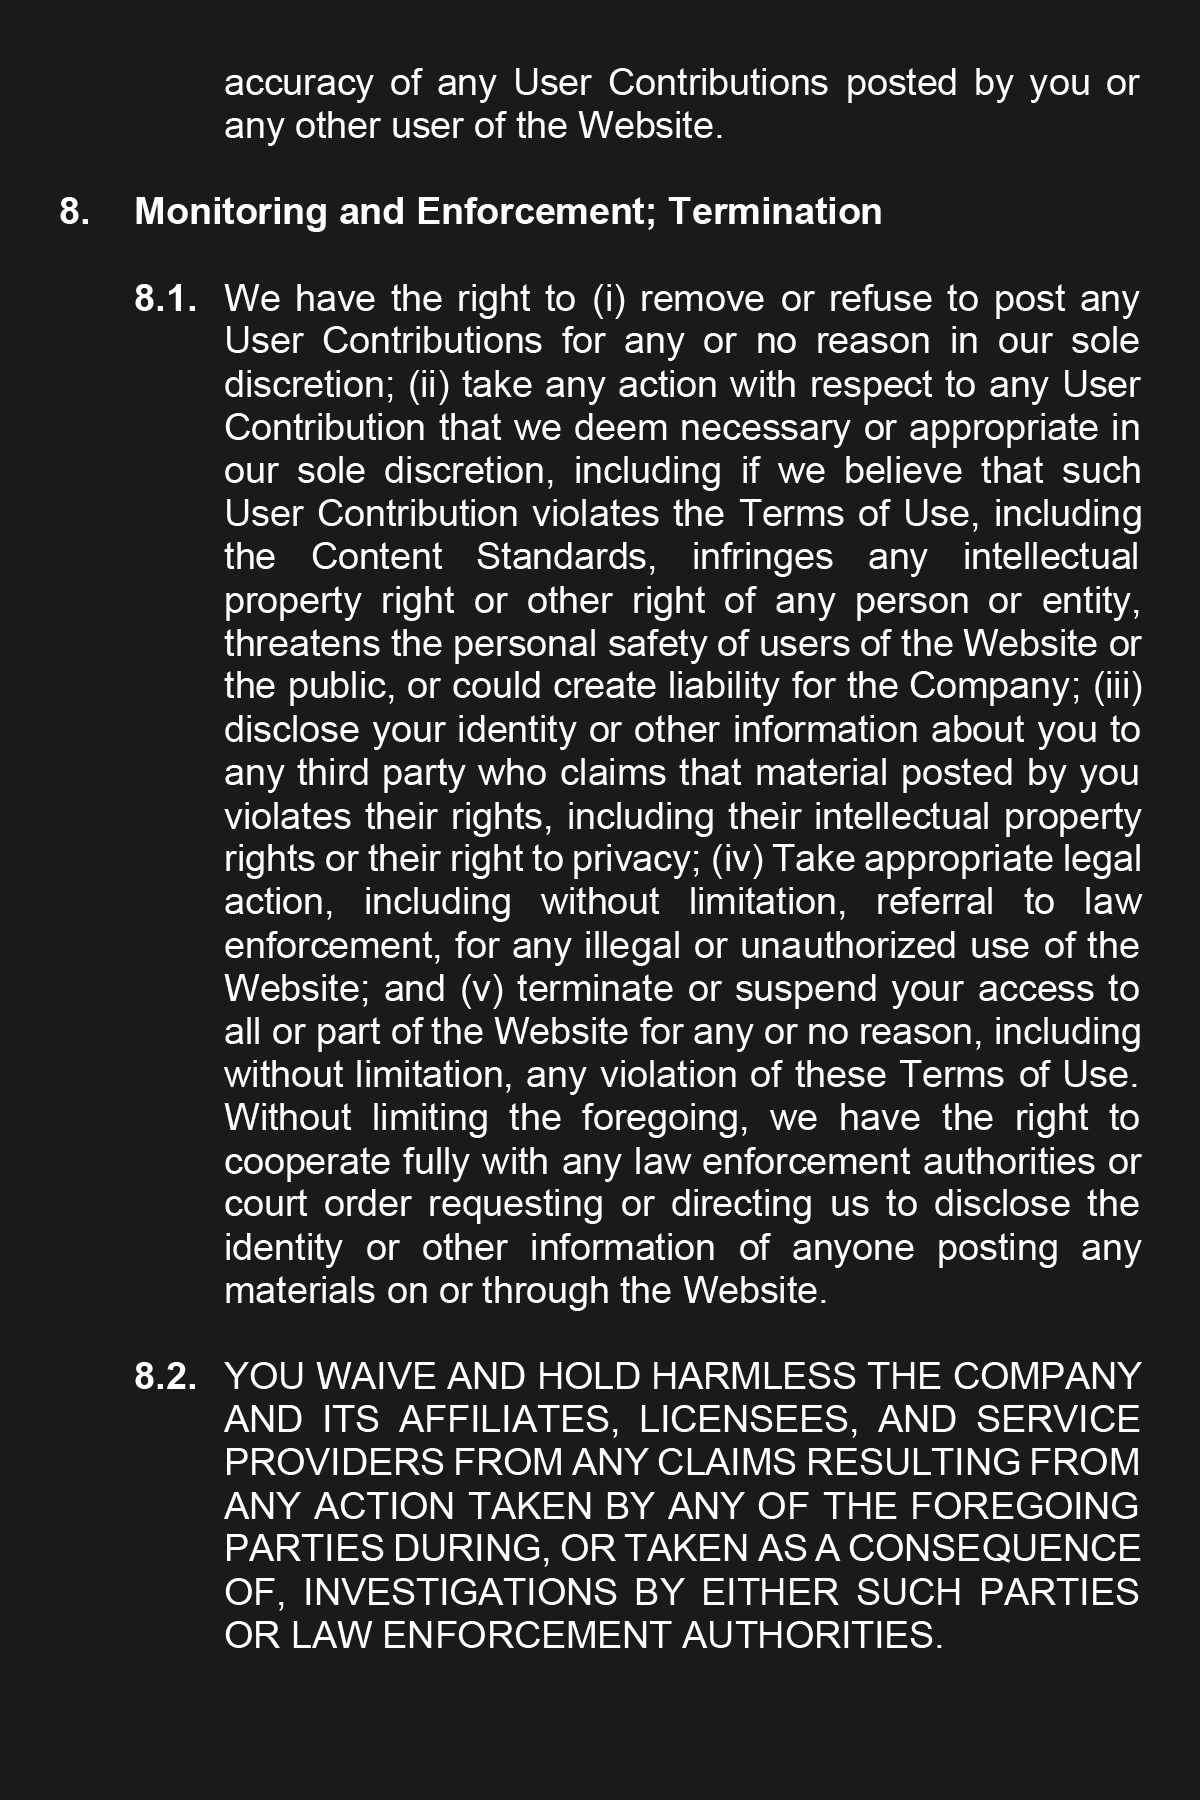 accuracy of any User Contributions posted by you or
any other user of the Website.
8. Monitoring and Enforcement; Termination
8.1. We have the right to (i) remove or refuse to post any
User Contributions for any or no reason in our sole
discretion; (ii) take any action with respect to any User
Contribution that we deem necessary or appropriate in
our sole discretion, including if we believe that such
User Contribution violates the Terms of Use, including
the Content Standards, infringes any intellectual
property right or other right of any person or entity,
threatens the personal safety of users of the Website or
the public, or could create liability for the Company; (iii)
disclose your identity or other information about you to
any third party who claims that material posted by you
violates their rights, including their intellectual property
rights or their right to privacy; (iv) Take appropriate legal
action, including without limitation, referral to law
enforcement, for any illegal or unauthorized use of the
Website; and (v) terminate or suspend your access to
all or part of the Website for any or no reason, including
without limitation, any violation of these Terms of Use.
Without limiting the foregoing, we have the right to
cooperate fully with any law enforcement authorities or
court order requesting or directing us to disclose the
identity or other information of anyone posting any
materials on or through the Website.
8.2. YOU WAIVE AND HOLD HARMLESS THE COMPANY
AND ITS AFFILIATES, LICENSEES, AND SERVICE
PROVIDERS FROM ANY CLAIMS RESULTING FROM
ANY ACTION TAKEN BY ANY OF THE FOREGOING
PARTIES DURING, OR TAKEN AS A CONSEQUENCE
OF, INVESTIGATIONS BY EITHER SUCH PARTIES
OR LAW ENFORCEMENT AUTHORITIES.